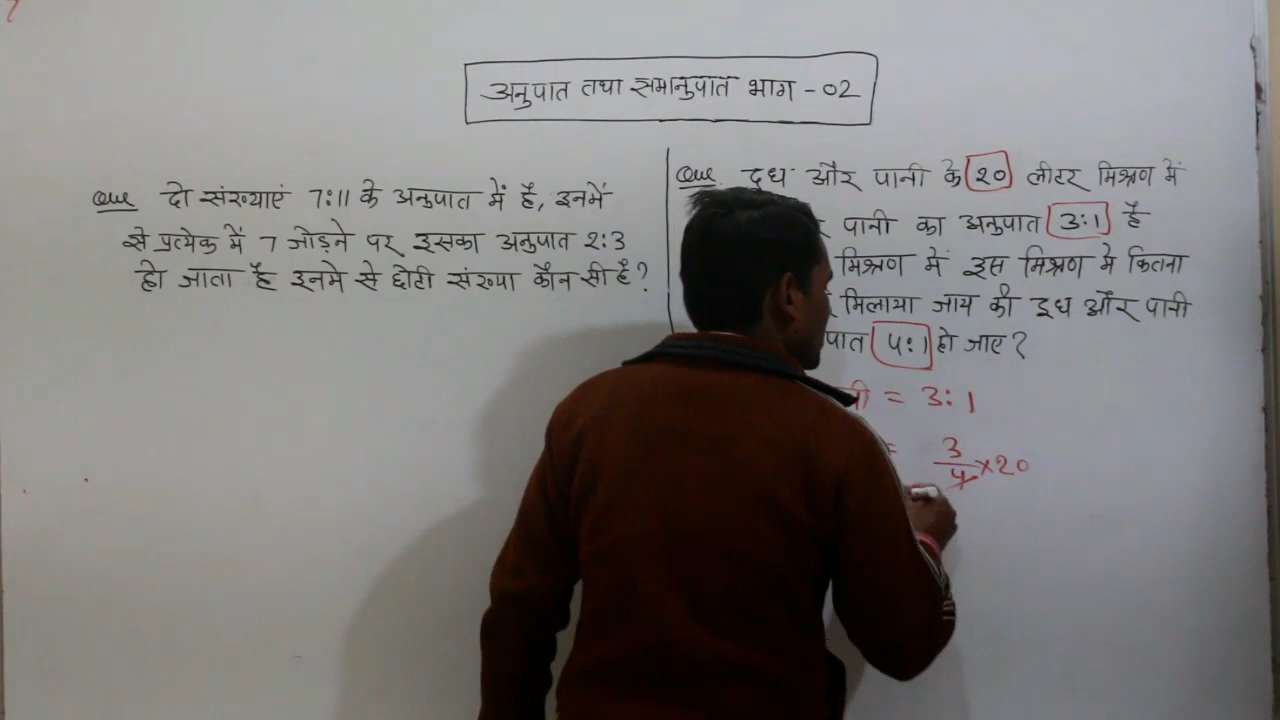 अनुपात तथा समानुपात भाग - 02
Que दो संख्याएं 7:11 के अनुपात में है, इनमें
से प्रत्येक में 7 जोड़ने पर इसका अनुपात 2:3
हो जाता है इनमे से छोटी संख्या कौन सी है?
Que दुध और पानी के 20 लीटर मिश्रण में
पानी का अनुपात 3:1 है
मिश्रण में इस मिश्रण मे कितना
मिलाया जाय की दुध और पानी
4:1 हो जाए?
= 3:1
= 3/4 × 20